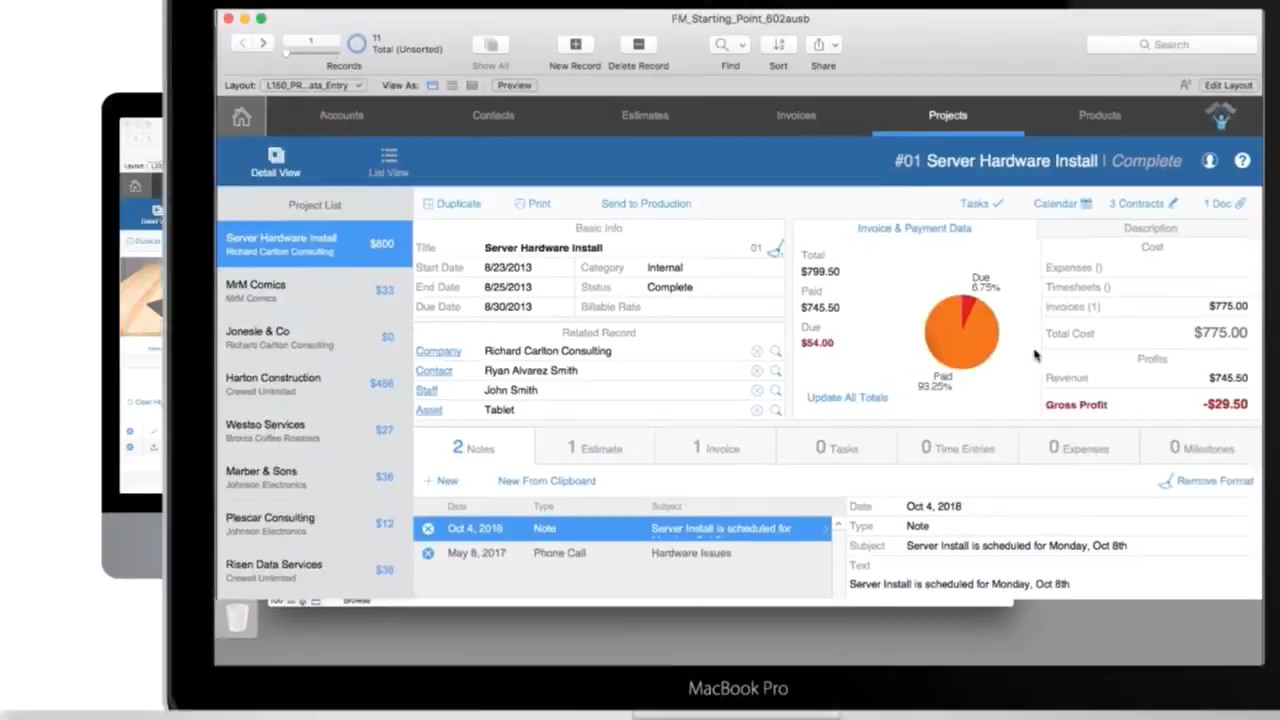 FM_Starting_Point_602ausb
1
11
Total (Unsorted)
Records
Show All
New Record
Delete Record
Find
Sort
Share
Search
Layout: L150_PR...ata_Entry
View As:
Preview
Edit Layout
Accounts
Contacts
Estimates
Invoices
Projects
Products
Detail View
List View
#01 Server Hardware Install | Complete
Project List
Server Hardware Install
$800
Richard Carlton Consulting
MrM Comics
$33
MrM Comics
Jonesie & Co
$0
Richard Carlton Consulting
Harton Construction
$456
Crewell Unlimited
Westso Services
$27
Bronts Coffee Roasters
Marber & Sons
$36
Johnson Electronics
Plescar Consulting
$12
Johnson Electronics
Risen Data Services
$38
Crewell Unlimited
Duplicate
Print
Send to Production
Tasks
Calendar
3 Contracts
1 Doc
Basic Info
Title Server Hardware Install 01
Start Date 8/23/2013 Category Internal
End Date 8/25/2013 Status Complete
Due Date 8/30/2013 Billable Rate
Related Record
Company Richard Carlton Consulting
Contact Ryan Alvarez Smith
Staff John Smith
Asset Tablet
Invoice & Payment Data
Total
$799.50
Paid
$745.50
Due
$54.00
Due
6.75%
Paid
93.25%
Update All Totals
Description
Cost
Expenses ()
Timesheets ()
Invoices (1) $775.00
Total Cost $775.00
Profits
Revenue $745.50
Gross Profit -$29.50
2 Notes
1 Estimate
1 Invoice
0 Tasks
0 Time Entries
0 Expenses
0 Milestones
+ New
New From Clipboard
Remove Format
Date Type Subject
Oct 4, 2018 Note Server Install is scheduled for
May 8, 2017 Phone Call Hardware Issues
Date Oct 4, 2018
Type Note
Subject Server Install is scheduled for Monday, Oct 8th
Text
Server Install is scheduled for Monday, Oct 8th
MacBook Pro